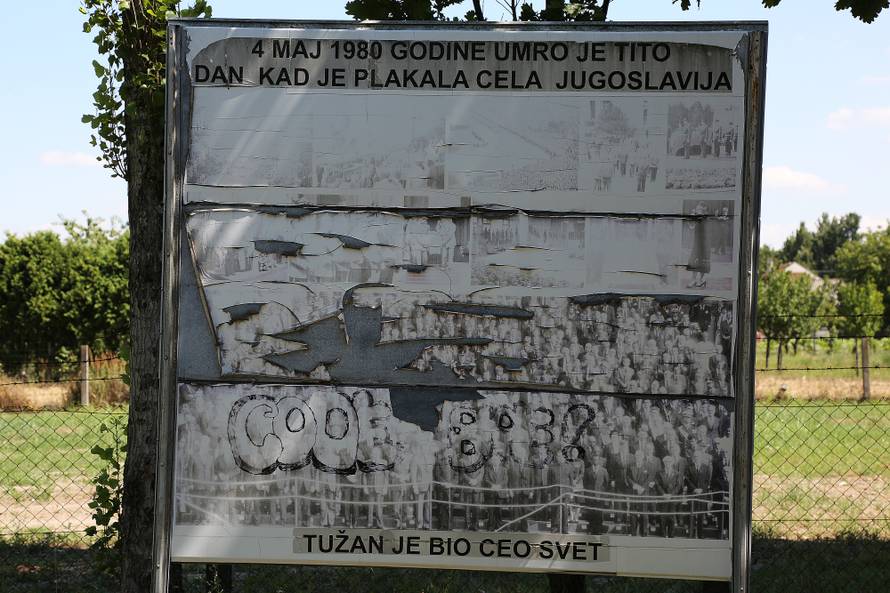 4 MAJ 1980 GODINE UMRO JE TITO
DAN KAD JE PLAKALA CELA JUGOSLAVIJA
TUŽAN JE BIO CEO SVET